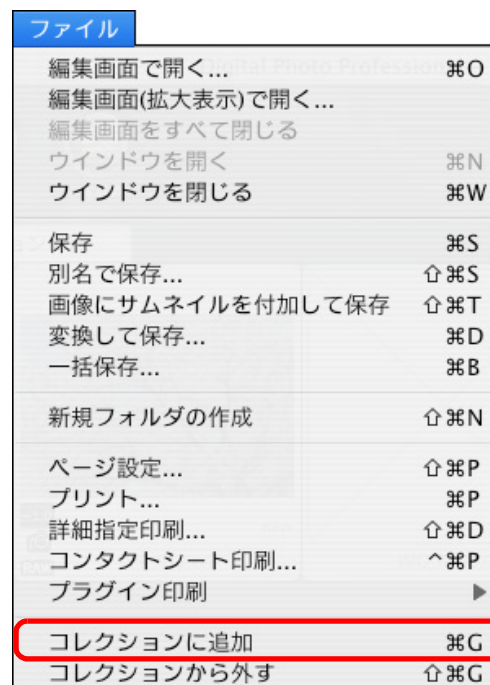 ファイル
編集画面で開く... ⌘O
編集画面(拡大表示)で開く...
編集画面をすべて閉じる
ウインドウを開く ⌘N
ウインドウを閉じる ⌘W
保存 ⌘S
別名で保存... ⇧⌘S
画像にサムネイルを付加して保存 ⇧⌘T
変換して保存... ⌘D
一括保存... ⌘B
新規フォルダの作成 ⇧⌘N
ページ設定... ⇧⌘P
プリント... ⌘P
詳細指定印刷... ⇧⌘D
コンタクトシート印刷... ^⌘P
プラグイン印刷 ▶
コレクションに追加 ⌘G
コレクションから外す ⇧⌘G